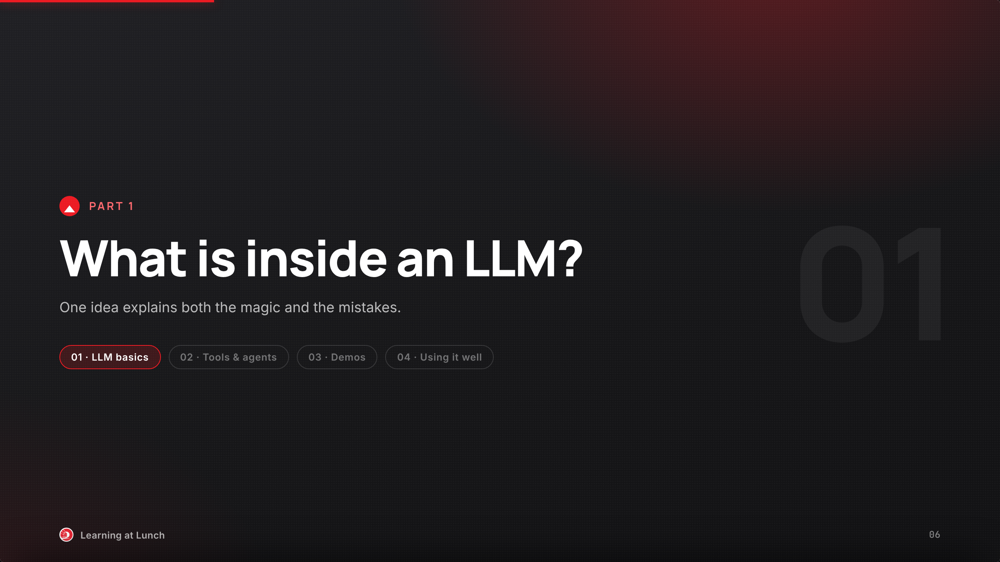 PART 1
What is inside an LLM?
01
One idea explains both the magic and the mistakes.
01 · LLM basics
02 · Tools & agents
03 · Demos
04 · Using it well
Learning at Lunch
06